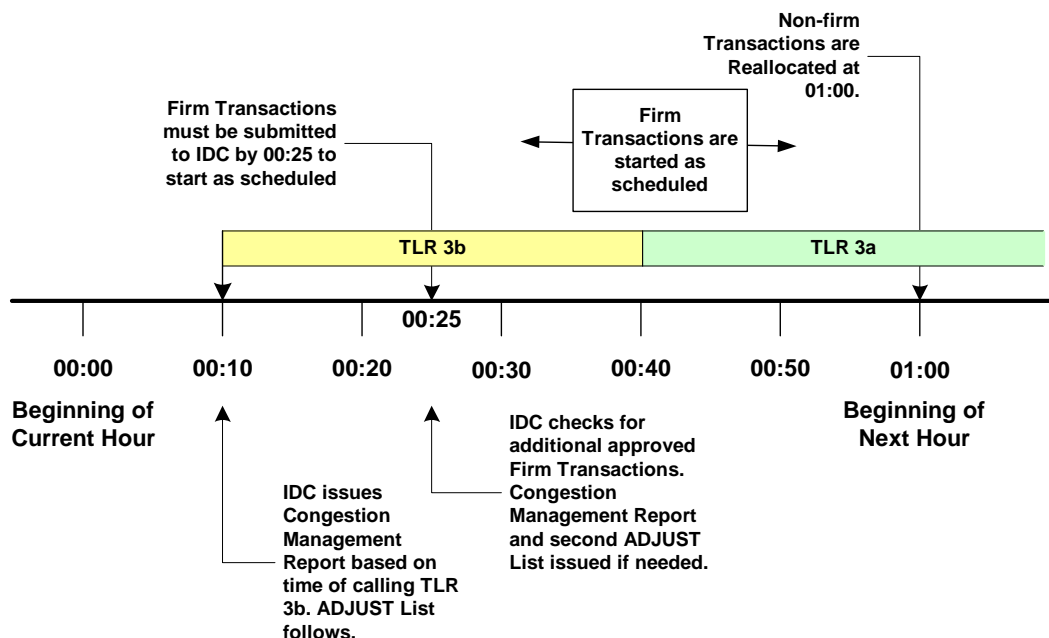 Non-firm
Transactions are
Reallocated at
01:00.
Firm Transactions
must be submitted
to IDC by 00:25 to
start as scheduled
Firm
Transactions are
started as
scheduled
TLR 3b
TLR 3a
00:25
00:00
00:10
00:20
00:30
00:40
00:50
01:00
Beginning of
Current Hour
Beginning of
Next Hour
IDC issues
Congestion
Management
Report based on
time of calling TLR
3b. ADJUST List
follows.
IDC checks for
additional approved
Firm Transactions.
Congestion
Management Report
and second ADJUST
List issued if needed.